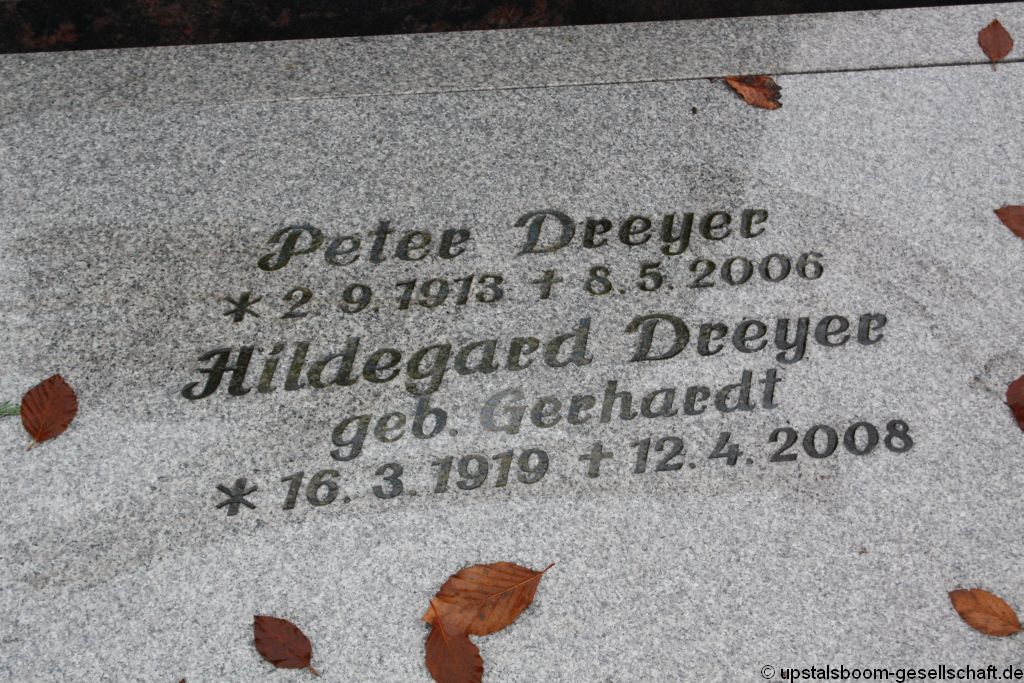 Peter Dreyer
* 2. 9. 1913 † 8. 5. 2006
Hildegard Dreyer
geb. Gerhardt
* 16. 3. 1919 † 12. 4. 2008
© upstalsboom-gesellschaft.de